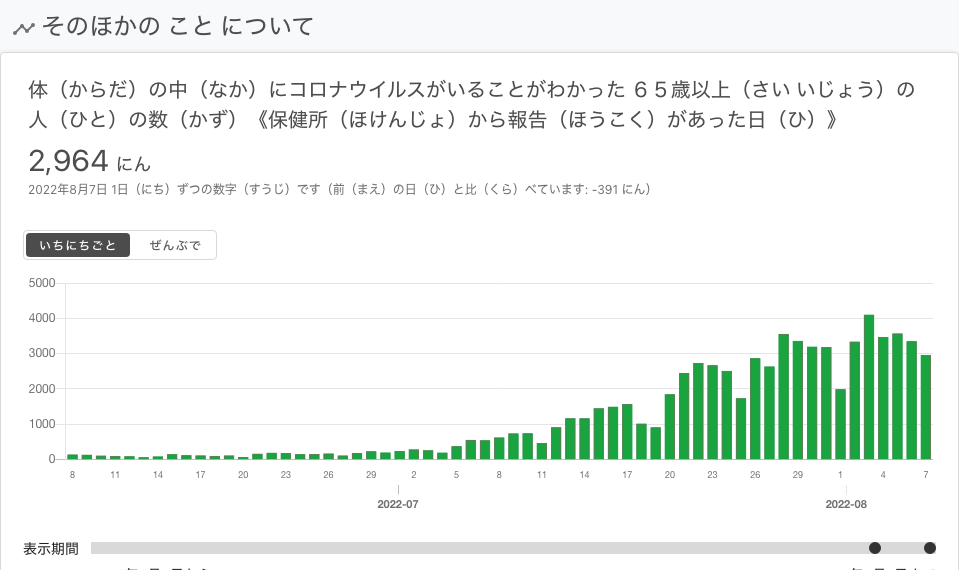 そのほかの こと について
体（からだ）の中（なか）にコロナウイルスがいることがわかった ６５歳以上（さい いじょう）の
人（ひと）の数（かず）《保健所（ほけんじょ）から報告（ほうこく）があった日（ひ）》
2,964 にん
2022年8月7日 1日（にち）ずつの数字（すうじ）です（前（まえ）の日（ひ）と比（くら）べています: -391 にん）
いちにちごと ぜんぶで
5000
4000
3000
2000
1000
0
8 11 14 17 20 23 26 29 2 5 8 11 14 17 20 23 26 29 1 4 7
2022-07 2022-08
表示期間